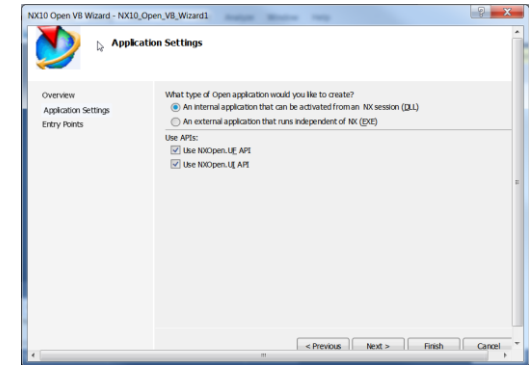 NX10 Open VB Wizard - NX10_Open_VB_Wizard1
Application Settings
Overview
Application Settings
Entry Points
What type of Open application would you like to create?
An internal application that can be activated from an NX session (DLL)
An external application that runs independent of NX (EXE)
Use APIs:
Use NXOpen.UF API
Use NXOpen.UI API
< Previous
Next >
Finish
Cancel